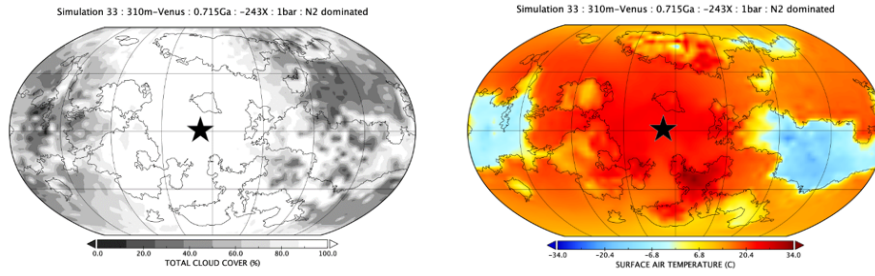 Simulation 33 : 310m-Venus : 0.715Ga : -243X : 1bar : N2 dominated
0.0 20.0 40.0 60.0 80.0 100.0
TOTAL CLOUD COVER (%)
Simulation 33 : 310m-Venus : 0.715Ga : -243X : 1bar : N2 dominated
-34.0 -20.4 -6.8 6.8 20.4 34.0
SURFACE AIR TEMPERATURE (C)